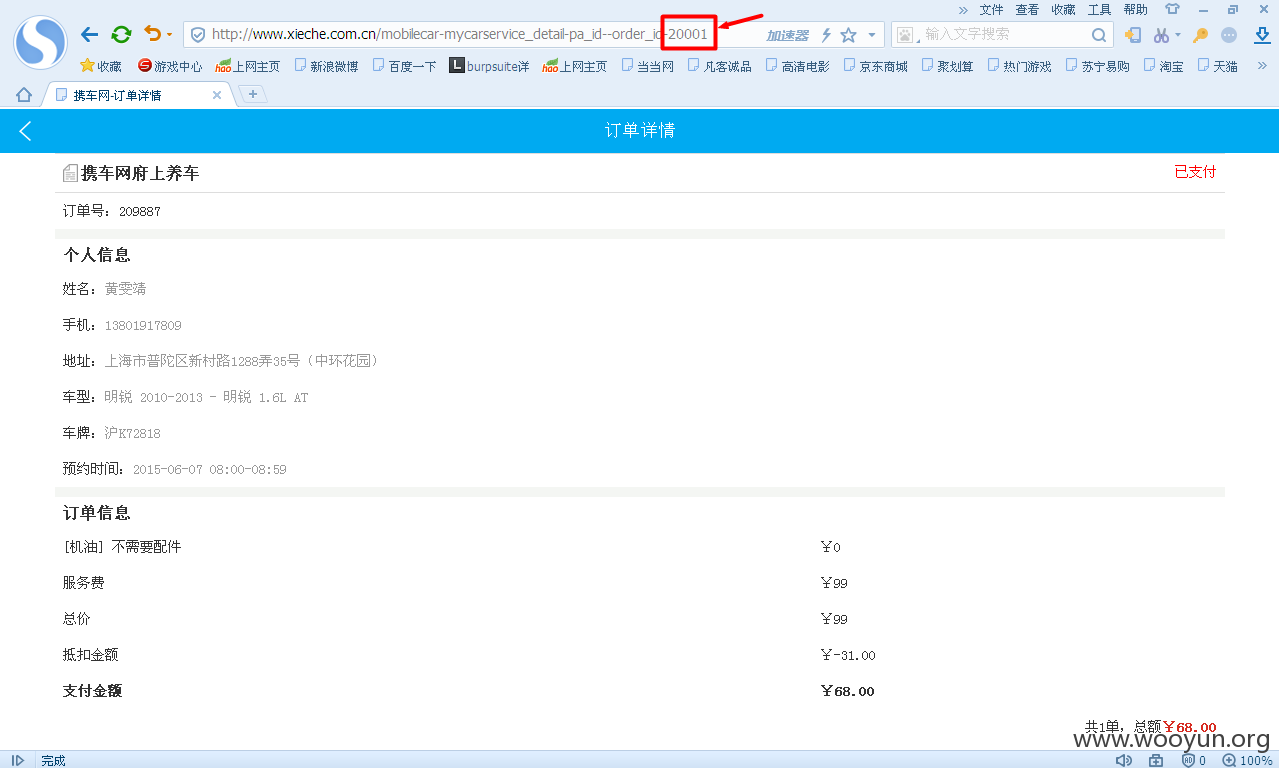 » 文件 查看 收藏 工具 帮助
http://www.xieche.com.cn/mobilecar-mycarservice_detail-pa_id--order_id-20001 加速器 输入文字搜索
收藏 游戏中心 hao上网主页 新浪微博 百度一下 L burpsuite详 hao上网主页 当当网 凡客诚品 高清电影 京东商城 聚划算 热门游戏 苏宁易购 淘宝 天猫 »
携车网-订单详情
订单详情
携车网府上养车 已支付
订单号：209887
个人信息
姓名：黄雯靖
手机：13801917809
地址：上海市普陀区新村路1288弄35号（中环花园）
车型：明锐 2010-2013 - 明锐 1.6L AT
车牌：沪K72818
预约时间：2015-06-07 08:00-08:59
订单信息
[机油] 不需要配件 ￥0
服务费 ￥99
总价 ￥99
抵扣金额 ￥-31.00
支付金额 ￥68.00
共1单，总额￥68.00
www.wooyun.org
完成 0 100%